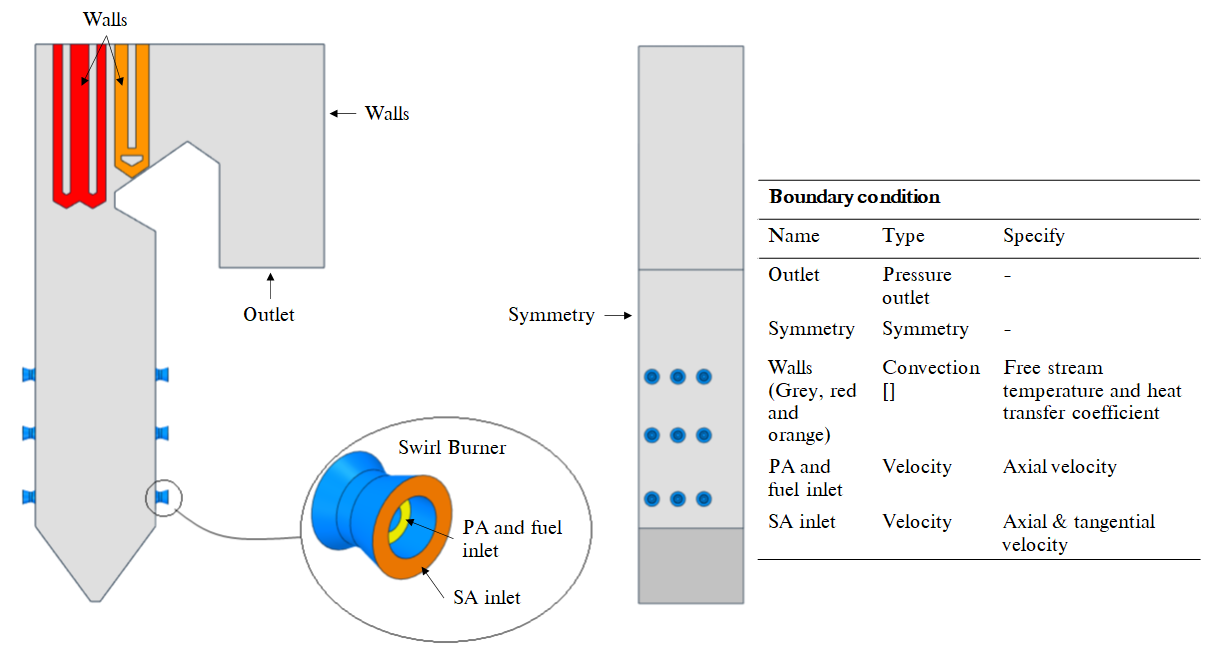 Walls
Walls
Outlet
Swirl Burner
PA and fuel
inlet
SA inlet
Symmetry
Boundary condition
Name Type Specify
Outlet Pressure outlet -
Symmetry Symmetry -
Walls (Grey, red and orange) Convection [] Free stream temperature and heat transfer coefficient
PA and fuel inlet Velocity Axial velocity
SA inlet Velocity Axial & tangential velocity